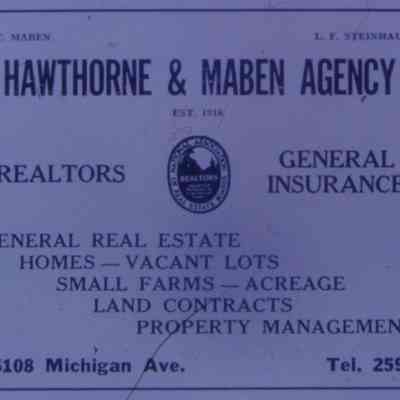 . MABEN L. F. STEINHAU
HAWTHORNE & MABEN AGENCY
EST. 1916
REALTORS
GENERAL
INSURANCE
REALTORS
ENERAL REAL ESTATE
HOMES — VACANT LOTS
SMALL FARMS — ACREAGE
LAND CONTRACTS
PROPERTY MANAGEMEN
5108 Michigan Ave. Tel. 259